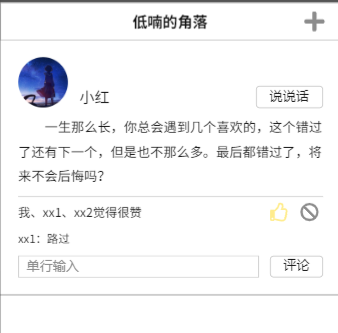 低喃的角落
小红
说说话
一生那么长，你总会遇到几个喜欢的，这个错过
了还有下一个，但是也不那么多。最后都错过了，将
来不会后悔吗？
我、xx1、xx2觉得很赞
xx1：路过
单行输入
评论